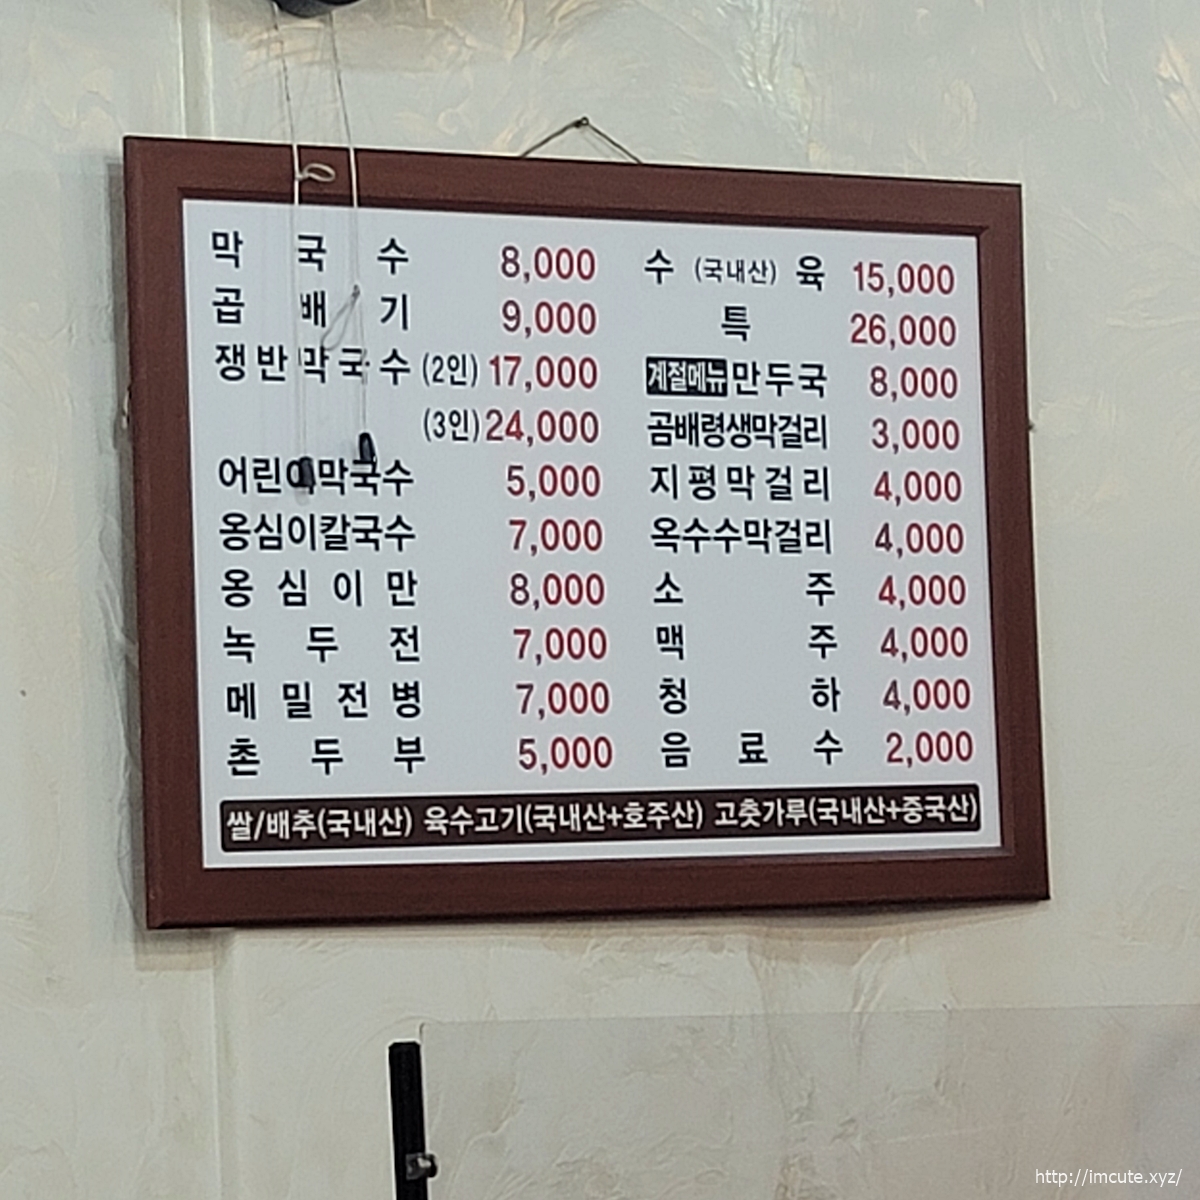 막국수 8,000
곱배기 9,000
쟁반막국수 (2인) 17,000
(3인) 24,000
어린이막국수 5,000
옹심이칼국수 7,000
옹심이만 8,000
녹두전 7,000
메밀전병 7,000
촌두부 5,000
수(국내산)육 15,000
특 26,000
계절메뉴 만두국 8,000
곰배령생막걸리 3,000
지평막걸리 4,000
옥수수막걸리 4,000
소주 4,000
맥주 4,000
청하 4,000
음료수 2,000
쌀/배추(국내산) 육수고기(국내산+호주산) 고춧가루(국내산+중국산)
http://imcute.xyz/